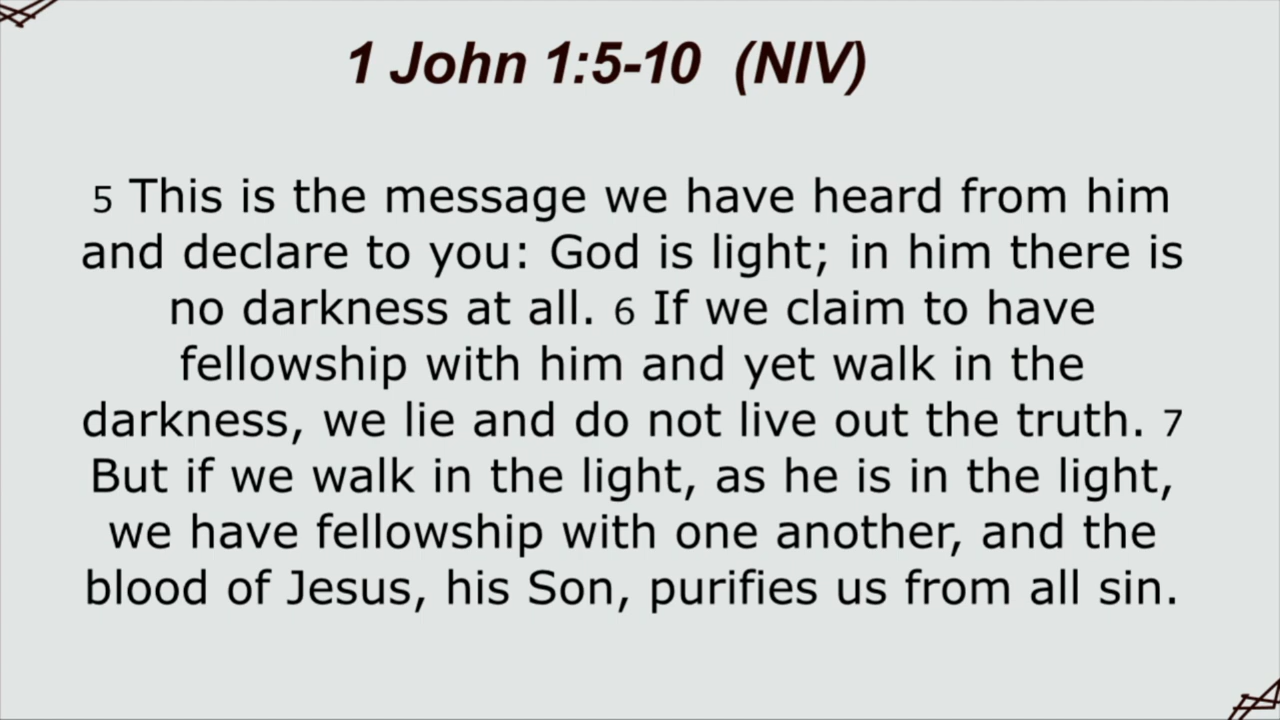 1 John 1:5-10 (NIV)
5 This is the message we have heard from him
and declare to you: God is light; in him there is
no darkness at all. 6 If we claim to have
fellowship with him and yet walk in the
darkness, we lie and do not live out the truth. 7
But if we walk in the light, as he is in the light,
we have fellowship with one another, and the
blood of Jesus, his Son, purifies us from all sin.